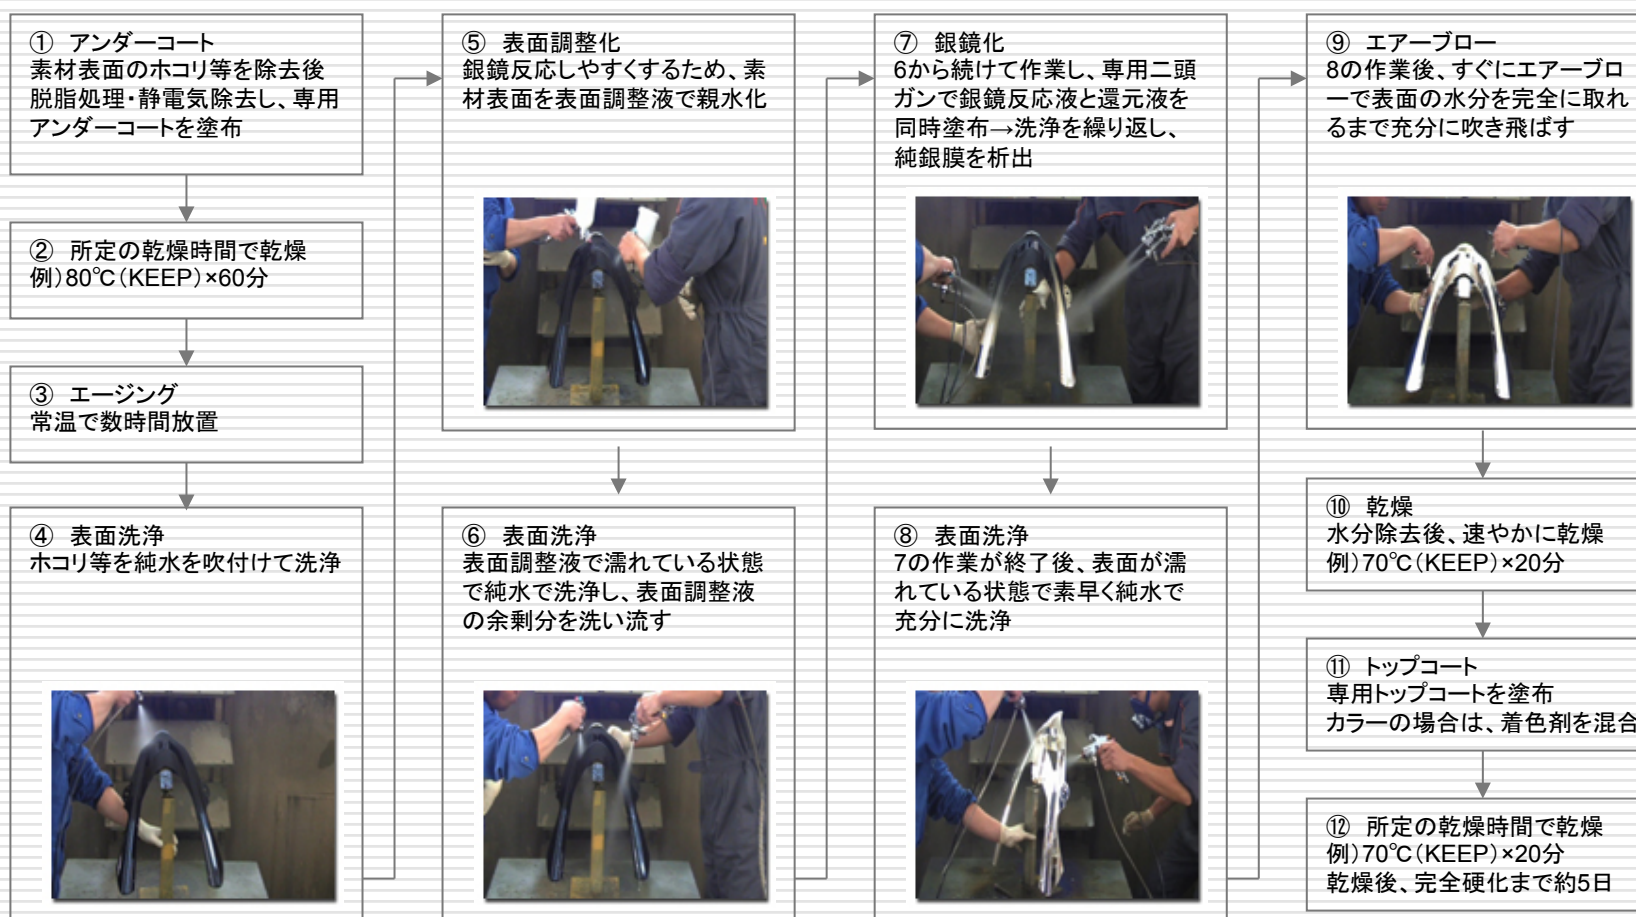 ① アンダーコート
素材表面のホコリ等を除去後
脱脂処理・静電気除去し、専用
アンダーコートを塗布
② 所定の乾燥時間で乾燥
例）80℃（KEEP）×60分
③ エージング
常温で数時間放置
④ 表面洗浄
ホコリ等を純水を吹付けて洗浄
⑤ 表面調整化
銀鏡反応しやすくするため、素
材表面を表面調整液で親水化
⑥ 表面洗浄
表面調整液で濡れている状態
で純水で洗浄し、表面調整液
の余剰分を洗い流す
⑦ 銀鏡化
6から続けて作業し、専用二頭
ガンで銀鏡反応液と還元液を
同時塗布→洗浄を繰り返し、
純銀膜を析出
⑧ 表面洗浄
7の作業が終了後、表面が濡
れている状態で素早く純水で
充分に洗浄
⑨ エアーブロー
8の作業後、すぐにエアーブロ
ーで表面の水分を完全に取れ
るまで充分に吹き飛ばす
⑩ 乾燥
水分除去後、速やかに乾燥
例）70℃（KEEP）×20分
⑪ トップコート
専用トップコートを塗布
カラーの場合は、着色剤を混合
⑫ 所定の乾燥時間で乾燥
例）70℃（KEEP）×20分
乾燥後、完全硬化まで約5日